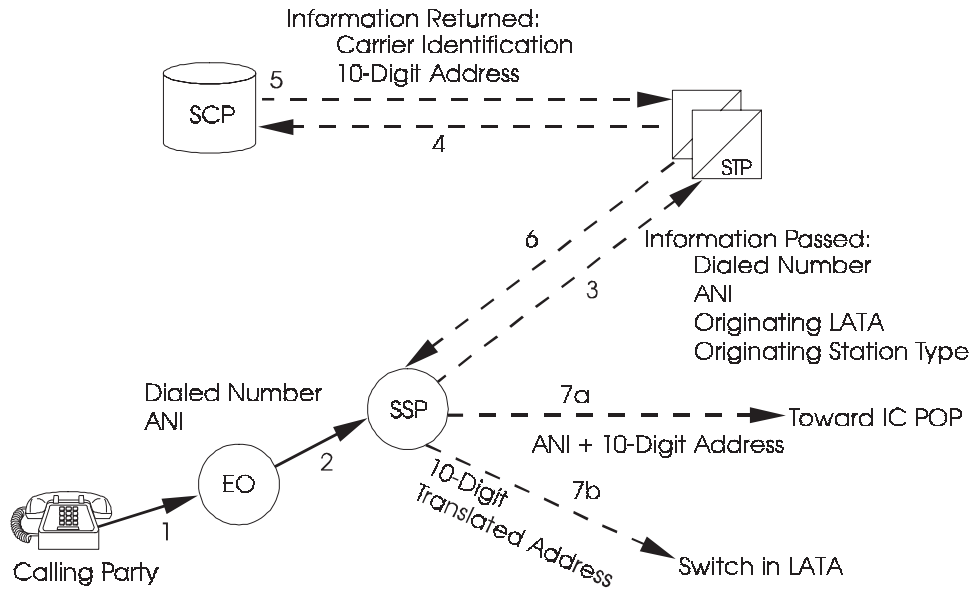 Information Returned:
Carrier Identification
10-Digit Address
5
SCP
4
STP
6
Information Passed:
Dialed Number
3
ANI
Originating LATA
Originating Station Type
Dialed Number
ANI
SSP
7a
Toward IC POP
ANI + 10-Digit Address
2
EO
10-Digit
Translated Address
7b
1
Calling Party
Switch in LATA